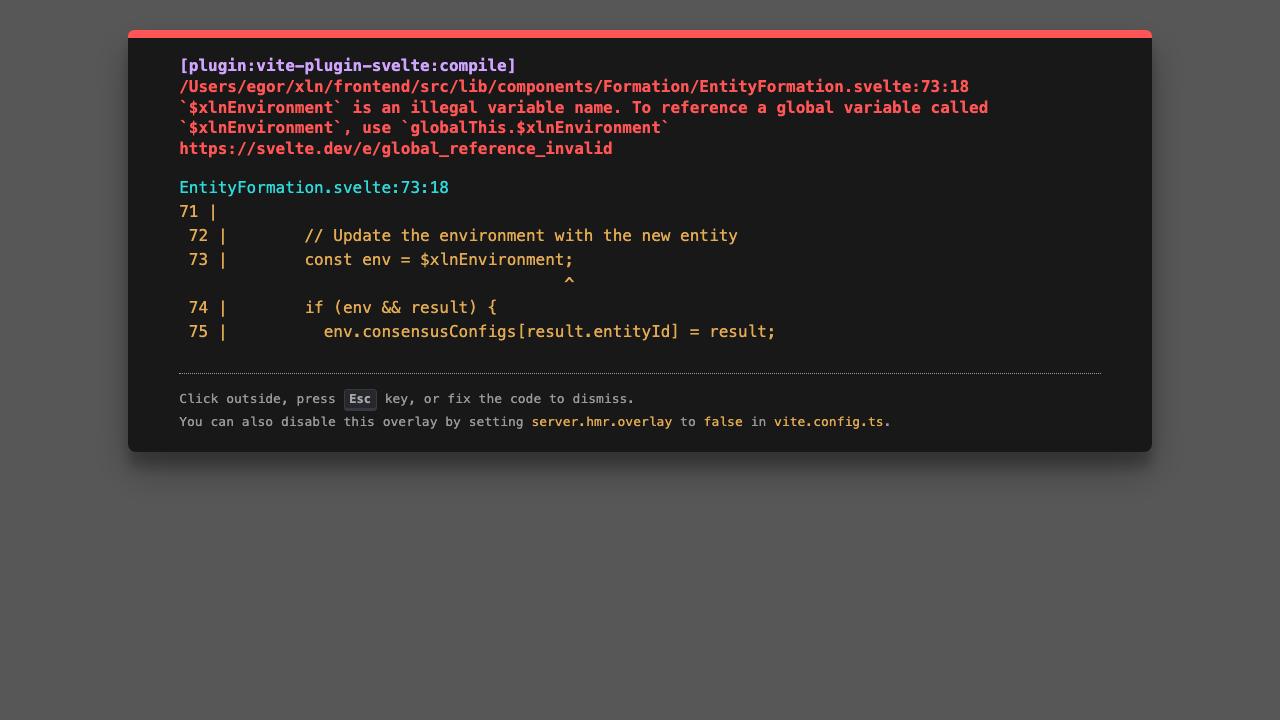 [plugin:vite-plugin-svelte:compile]
/Users/egor/xln/frontend/src/lib/components/Formation/EntityFormation.svelte:73:18
`$xlnEnvironment` is an illegal variable name. To reference a global variable called
`$xlnEnvironment`, use `globalThis.$xlnEnvironment`
https://svelte.dev/e/global_reference_invalid
EntityFormation.svelte:73:18
71 |
 72 |        // Update the environment with the new entity
 73 |        const env = $xlnEnvironment;
                                        ^
 74 |        if (env && result) {
 75 |          env.consensusConfigs[result.entityId] = result;
Click outside, press Esc key, or fix the code to dismiss.
You can also disable this overlay by setting server.hmr.overlay to false in vite.config.ts.